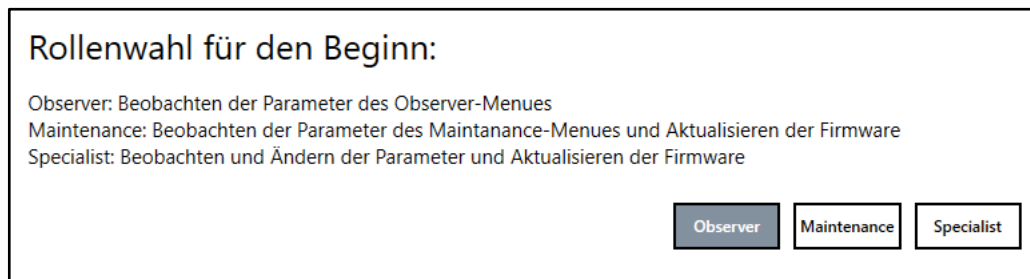 Rollenwahl für den Beginn:
Observer: Beobachten der Parameter des Observer-Menues
Maintenance: Beobachten der Parameter des Maintanance-Menues und Aktualisieren der Firmware
Specialist: Beobachten und Ändern der Parameter und Aktualisieren der Firmware
Observer Maintenance Specialist